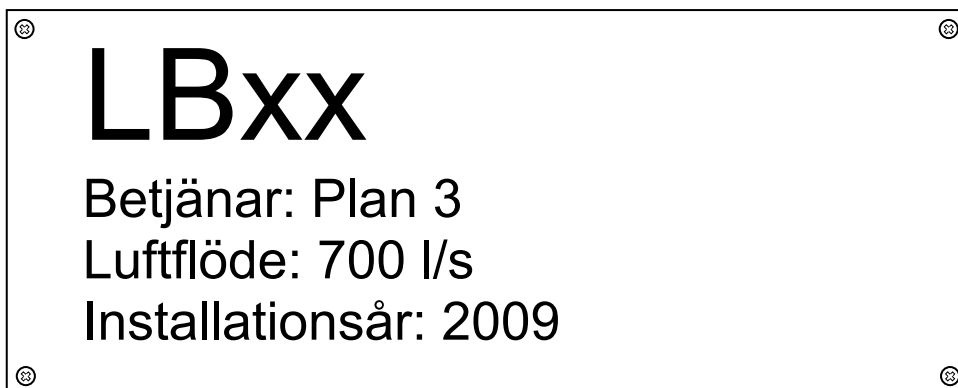 LBxx
Betjänar: Plan 3
Luftflöde: 700 l/s
Installationsår: 2009